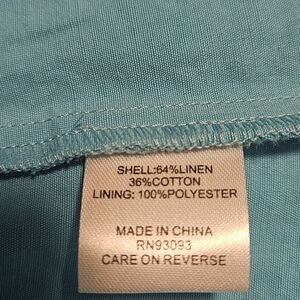 SHELL:64%LINEN
36%COTTON
LINING: 100%POLYESTER
MADE IN CHINA
RN93093
CARE ON REVERSE